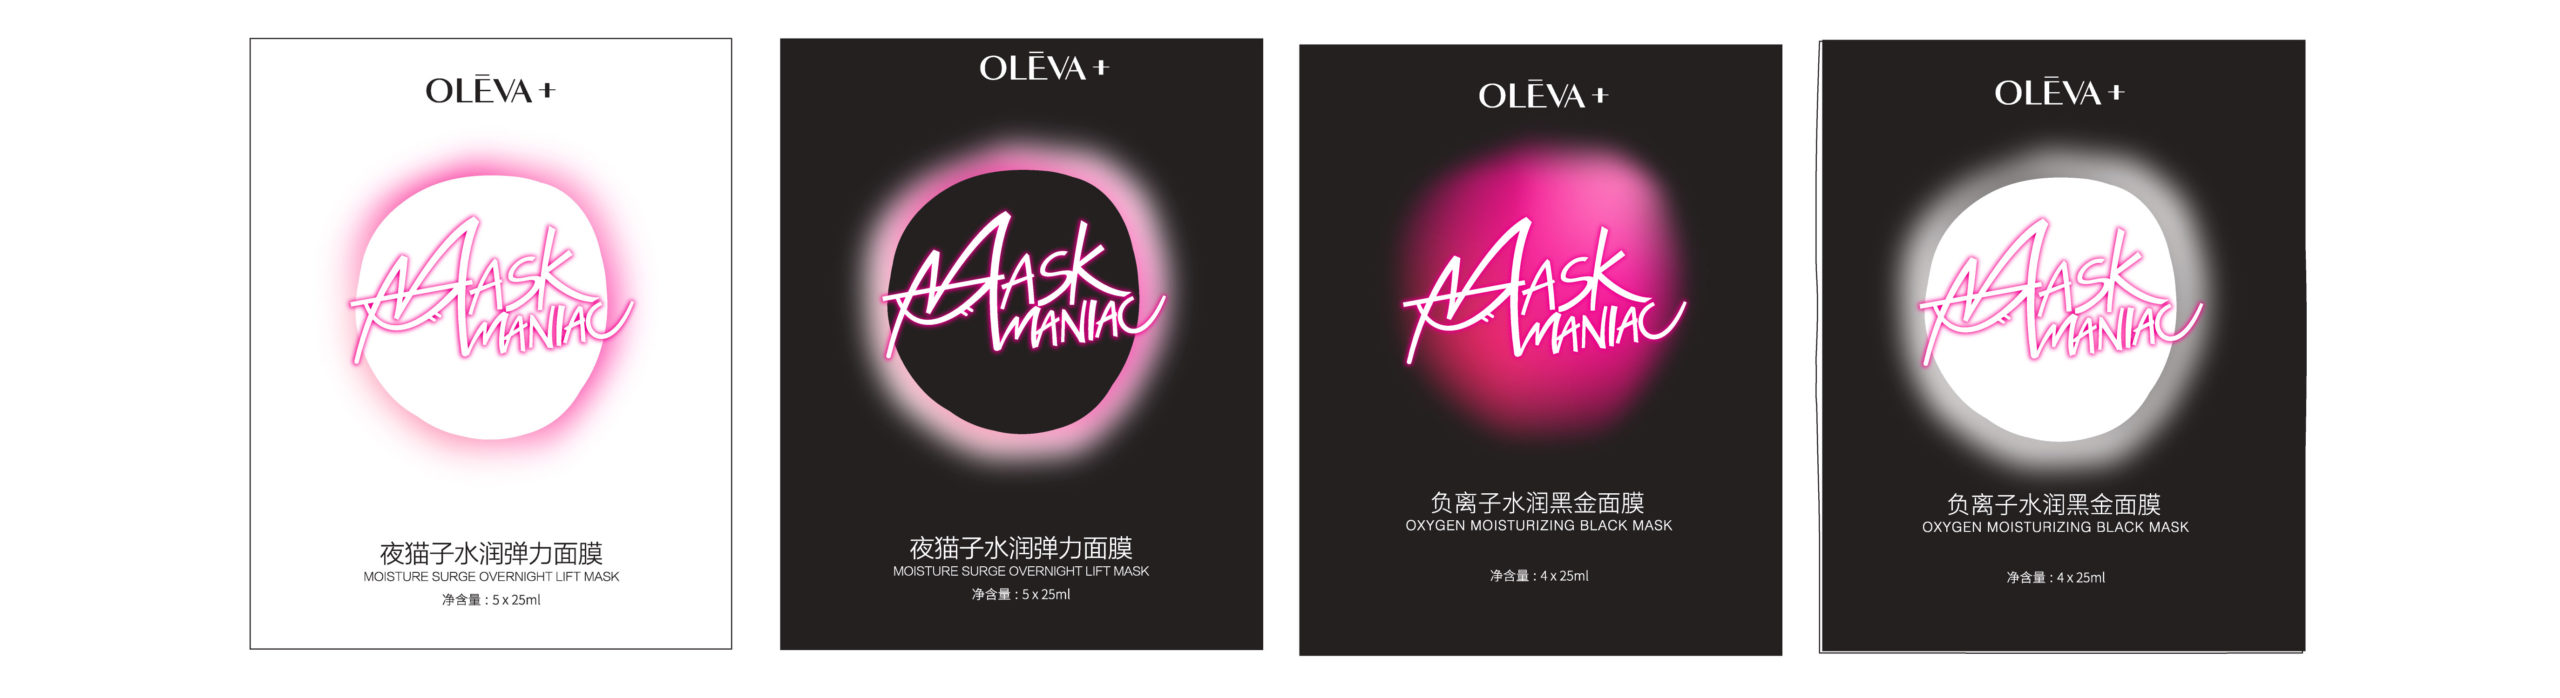 OLĒVA+
MASK
MANIAC
夜猫子水润弹力面膜
MOISTURE SURGE OVERNIGHT LIFT MASK
净含量：5 x 25ml
OLĒVA+
MASK
MANIAC
夜猫子水润弹力面膜
MOISTURE SURGE OVERNIGHT LIFT MASK
净含量：5 x 25ml
OLĒVA+
MASK
MANIAC
负离子水润黑金面膜
OXYGEN MOISTURIZING BLACK MASK
净含量：4 x 25ml
OLĒVA+
MASK
MANIAC
负离子水润黑金面膜
OXYGEN MOISTURIZING BLACK MASK
净含量：4 x 25ml